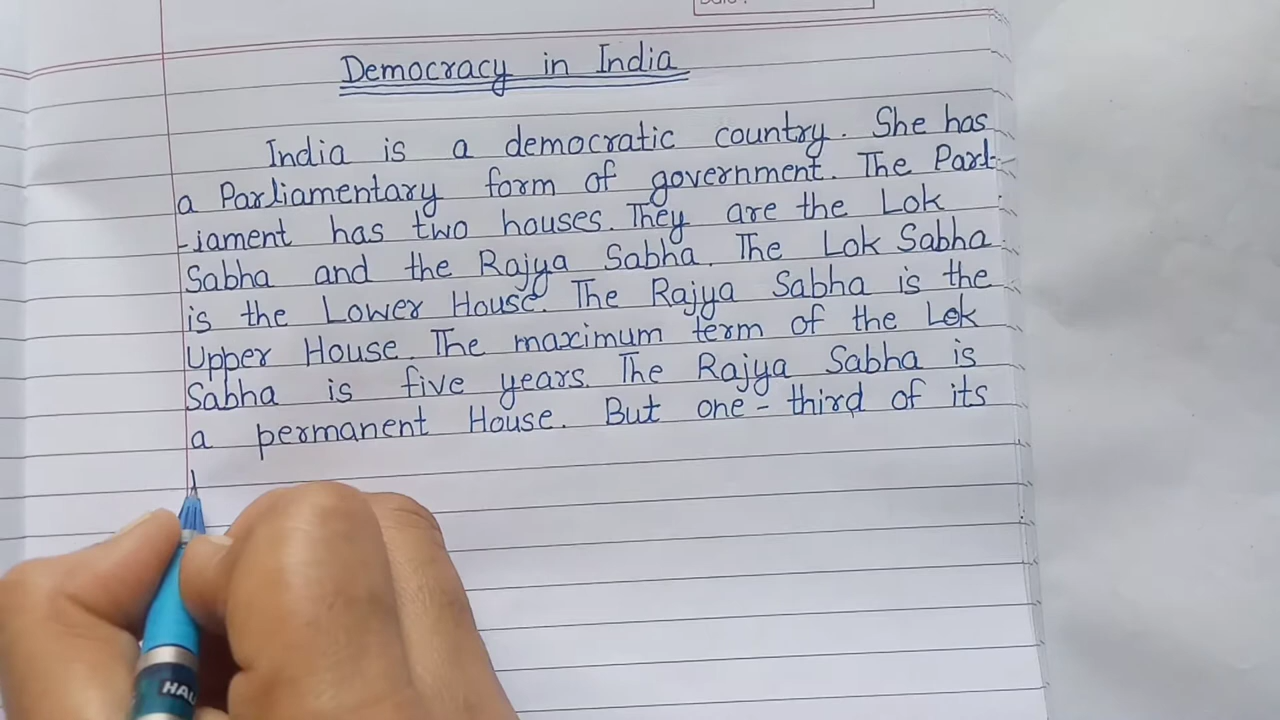 Democracy in India
India is a democratic country. She has
a Parliamentary form of government. The Parl-
-iament has two houses. They are the Lok
Sabha and the Rajya Sabha. The Lok Sabha
is the Lower House. The Rajya Sabha is the
Upper House. The maximum term of the Lok
Sabha is five years. The Rajya Sabha is
a permanent House. But one-third of its